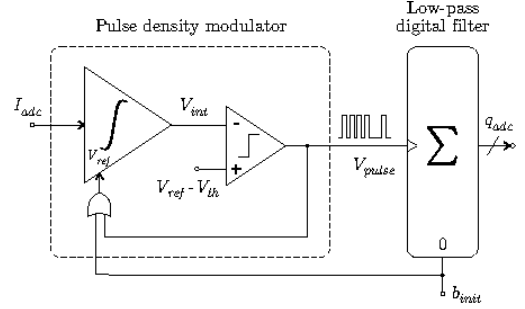 Pulse density modulator
Low-pass
digital filter
I_adc
V_int
V_ref
-
+
V_ref - V_th
V_pulse
Σ
q_adc
0
b_init